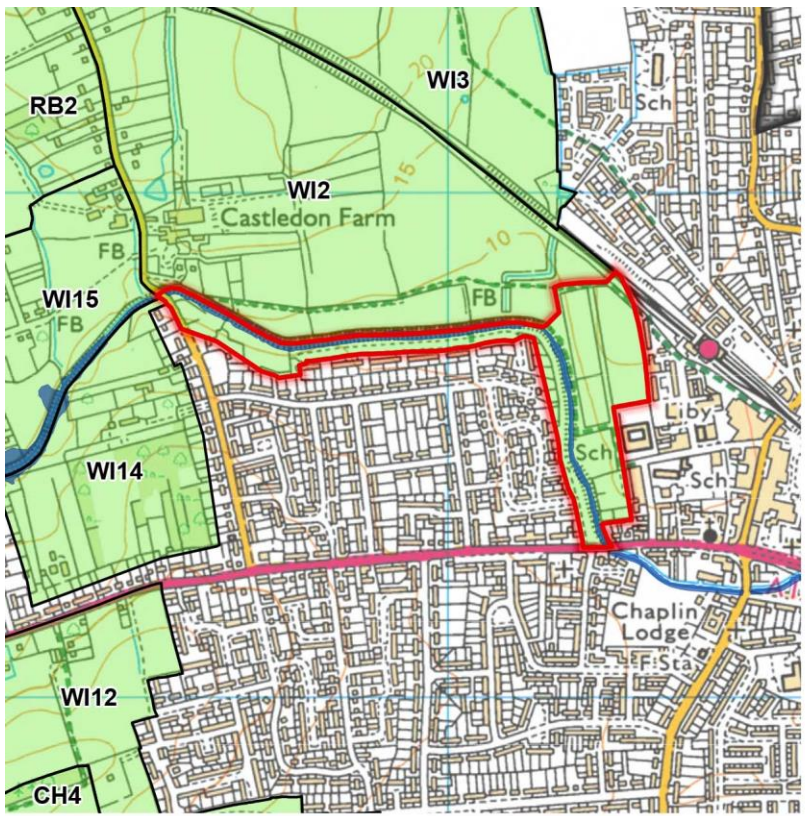 RB2
WI3
20
Sch
WI2
15
Castledon Farm
FB
10
WI15
FB
FB
Liby
WI14
Sch
Sch
Chaplin
Lodge
F Sta
WI12
CH4